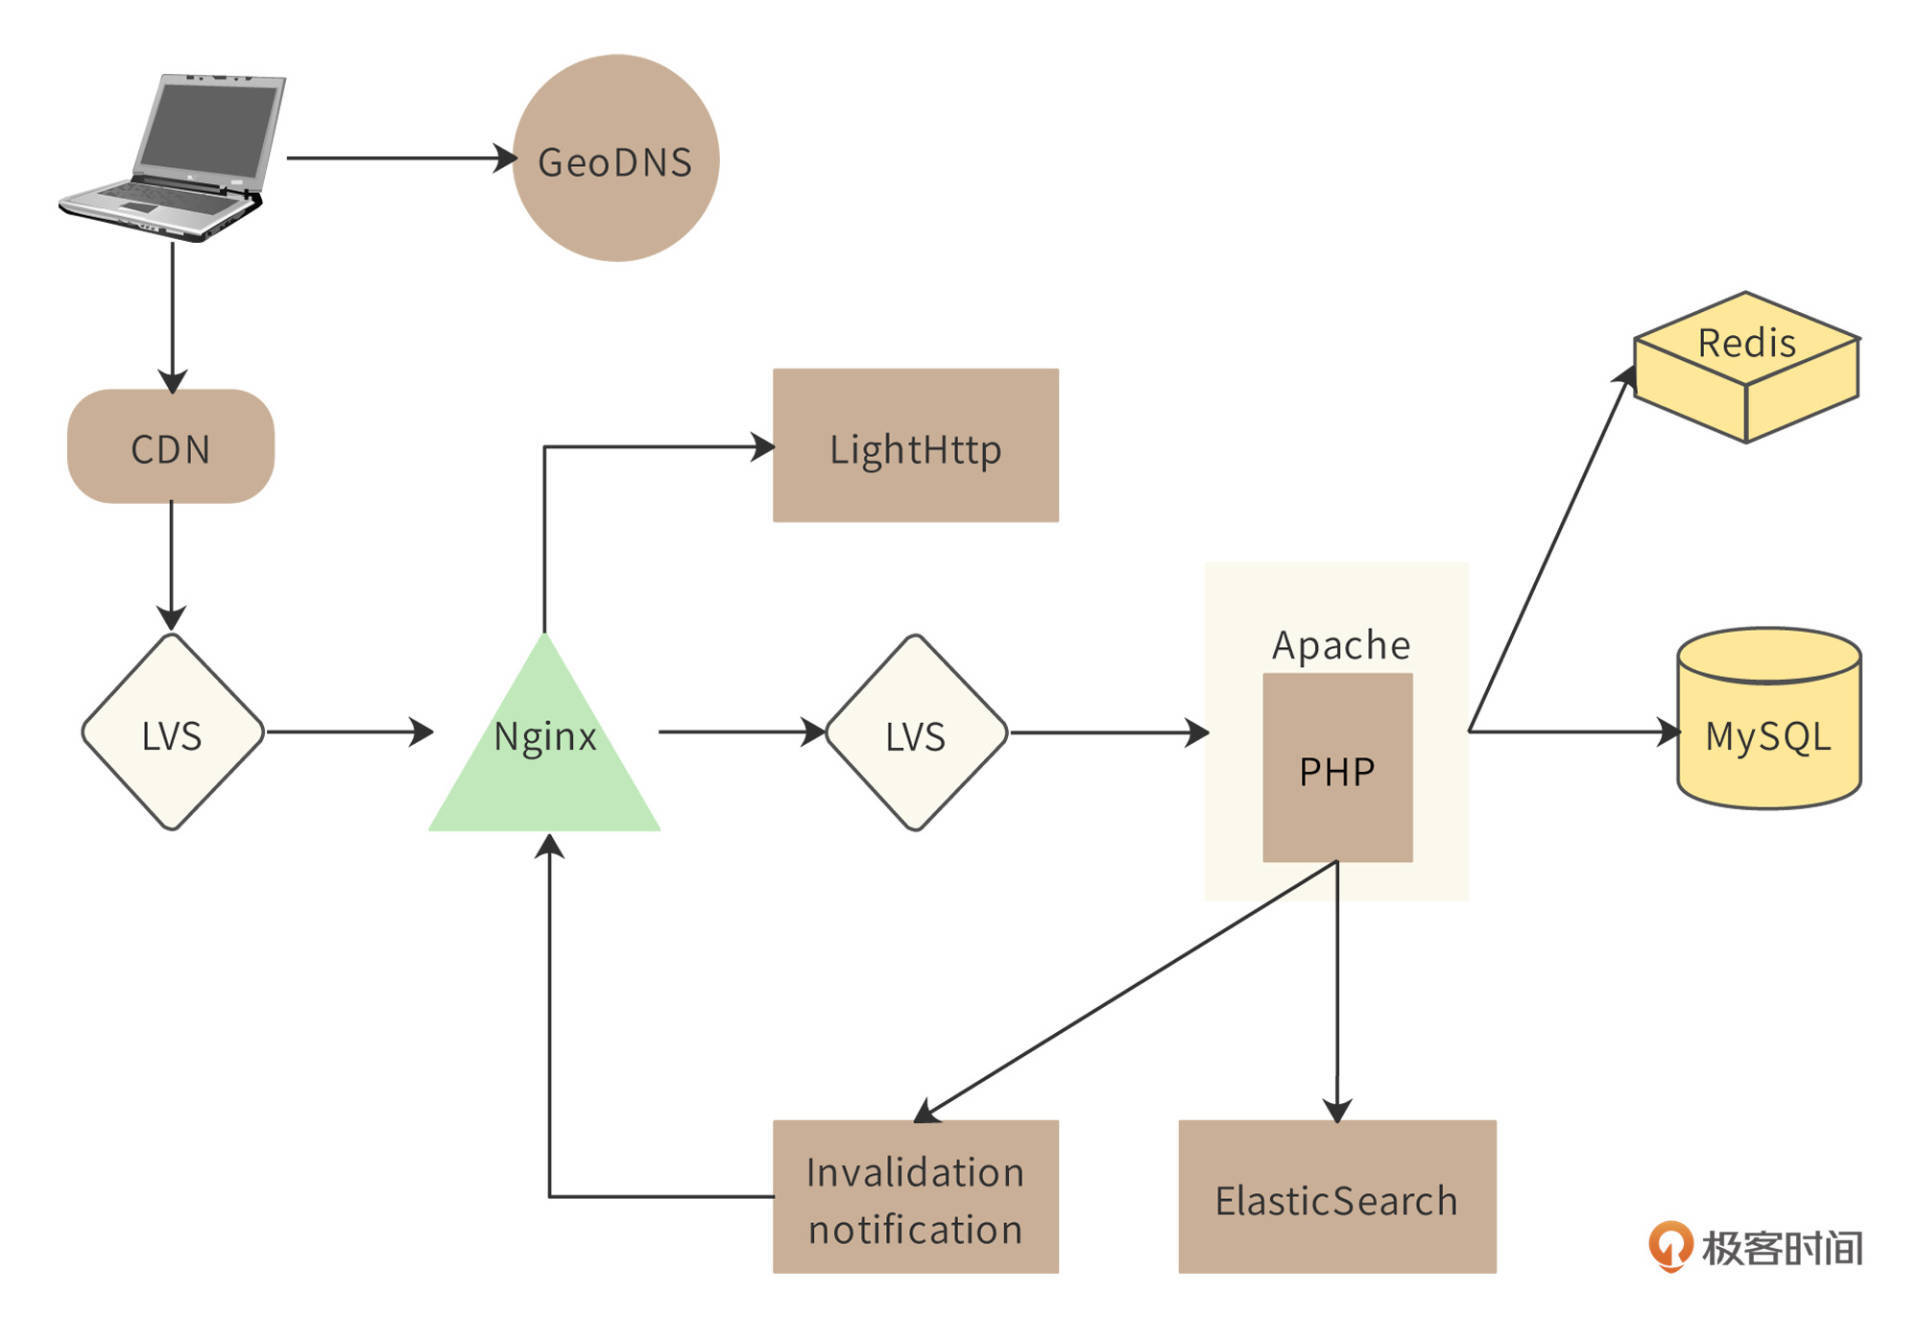 GeoDNS
Redis
CDN
LightHttp
Apache
LVS
Nginx
LVS
PHP
MySQL
Invalidation
notification
ElasticSearch
极客时间